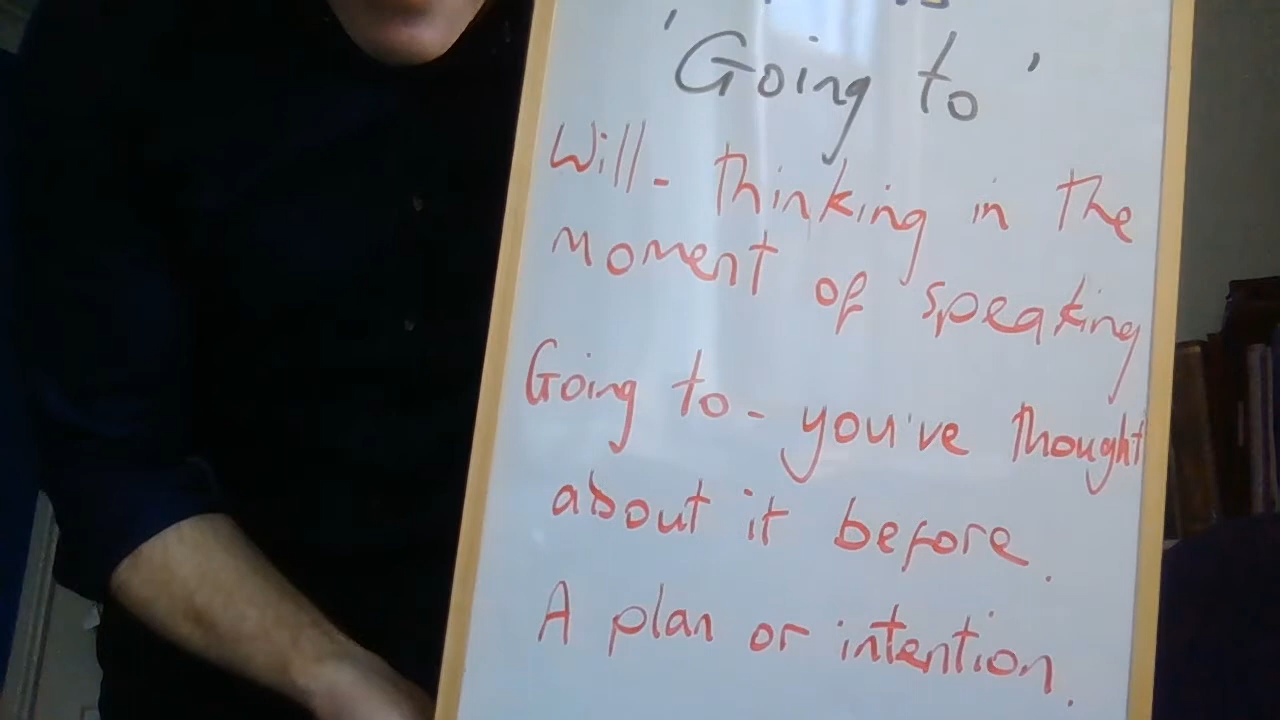 'Going to'
Will - thinking in the
moment of speaking
Going to - you've thought
about it before.
A plan or intention.